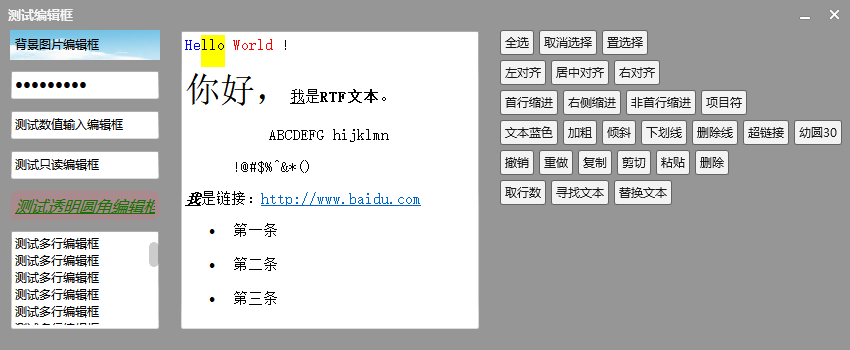 测试编辑框
背景图片编辑框
●●●●●●●●●
测试数值输入编辑框
测试只读编辑框
测试透明圆角编辑框
测试多行编辑框
测试多行编辑框
测试多行编辑框
测试多行编辑框
测试多行编辑框
测试多行编辑框
Hello World !
你好，我是RTF文本。
ABCDEFG hijklmn
!@#$%^&*()
我是链接：http://www.baidu.com
• 第一条
• 第二条
• 第三条
全选 取消选择 置选择
左对齐 居中对齐 右对齐
首行缩进 右侧缩进 非首行缩进 项目符
文本蓝色 加粗 倾斜 下划线 删除线 超链接 幼圆30
撤销 重做 复制 剪切 粘贴 删除
取行数 寻找文本 替换文本